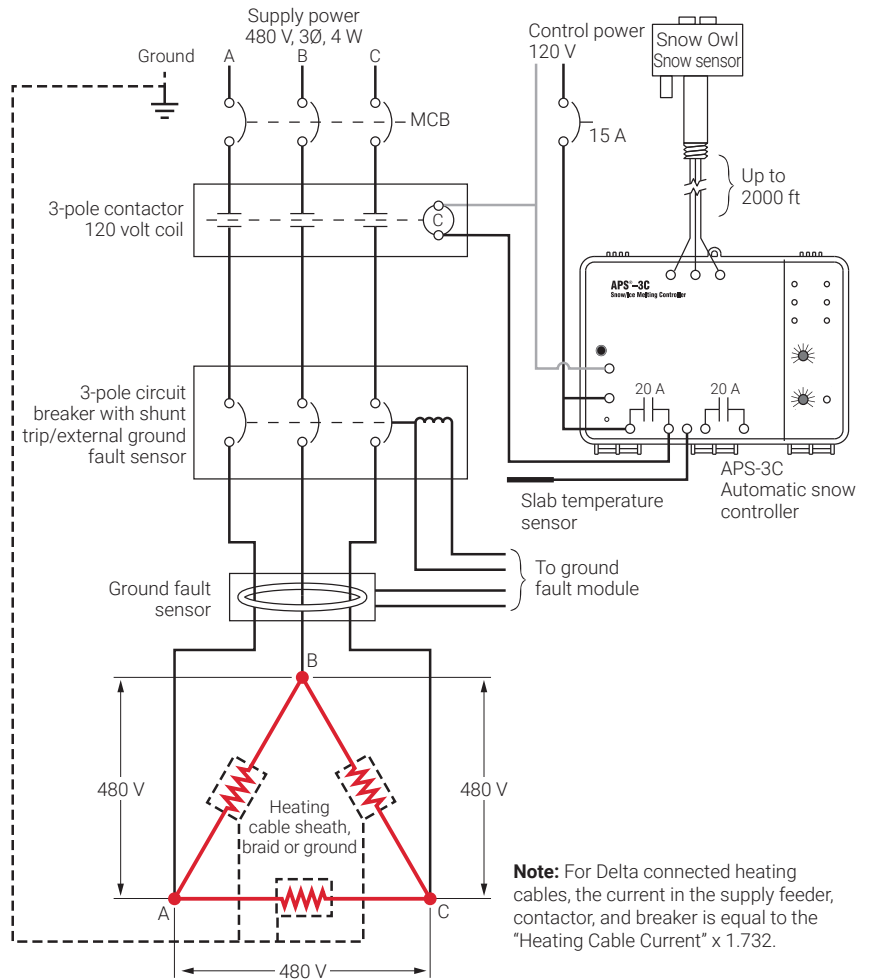 Supply power
480 V, 3Ø, 4 W
Ground
A
B
C
MCB
Control power
120 V
15 A
Snow Owl
Snow sensor
Up to
2000 ft
3-pole contactor
120 volt coil
C
APS®–3C
Snow/Ice Melting Controller
20 A
20 A
3-pole circuit
breaker with shunt
trip/external ground
fault sensor
Slab temperature
sensor
APS-3C
Automatic snow
controller
Ground fault
sensor
To ground
fault module
B
480 V
480 V
Heating
cable sheath,
braid or ground
A
C
480 V
Note: For Delta connected heating
cables, the current in the supply feeder,
contactor, and breaker is equal to the
“Heating Cable Current” x 1.732.